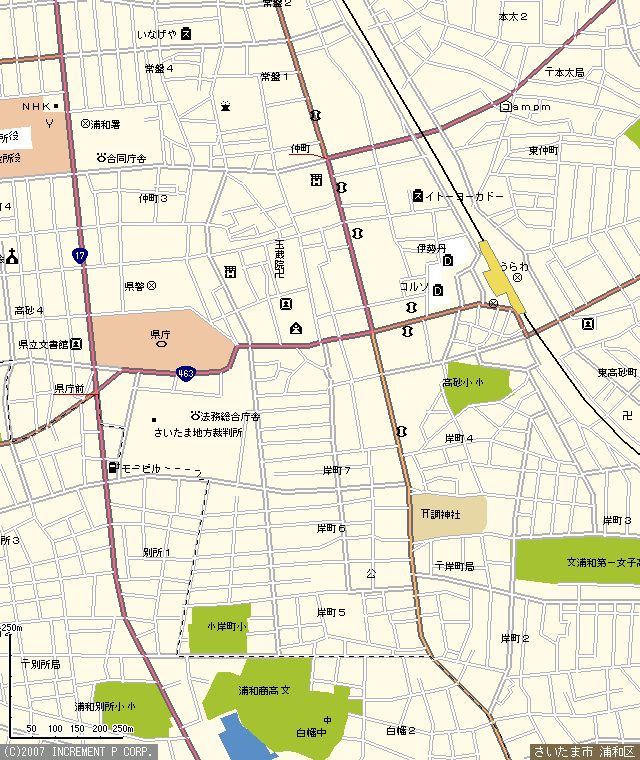 常盤2
本太2
いなげや
常盤4
常盤1
〒本太局
NHK
ampm
浦和署
所役
仲町
東仲町
合同庁舎
イトーヨーカドー
仲町3
玉蔵院卍
伊勢丹
17
うらわ
県警
コルソ
高砂4
県庁
県立文書館
463
東高砂町
県庁前
高砂小
法務総合庁舎
さいたま地方裁判所
岸町4
モービル
岸町7
調神社
岸町6
岸町3
所3
別所1
〒岸町局
文浦和第一女子高
公
岸町5
岸町小
岸町2
250m
〒別所局
浦和商高 文
浦和別所小
中
白幡中
白幡2
50 100 150 200 250m
(C)2007 INCREMENT P CORP.
さいたま市 浦和区